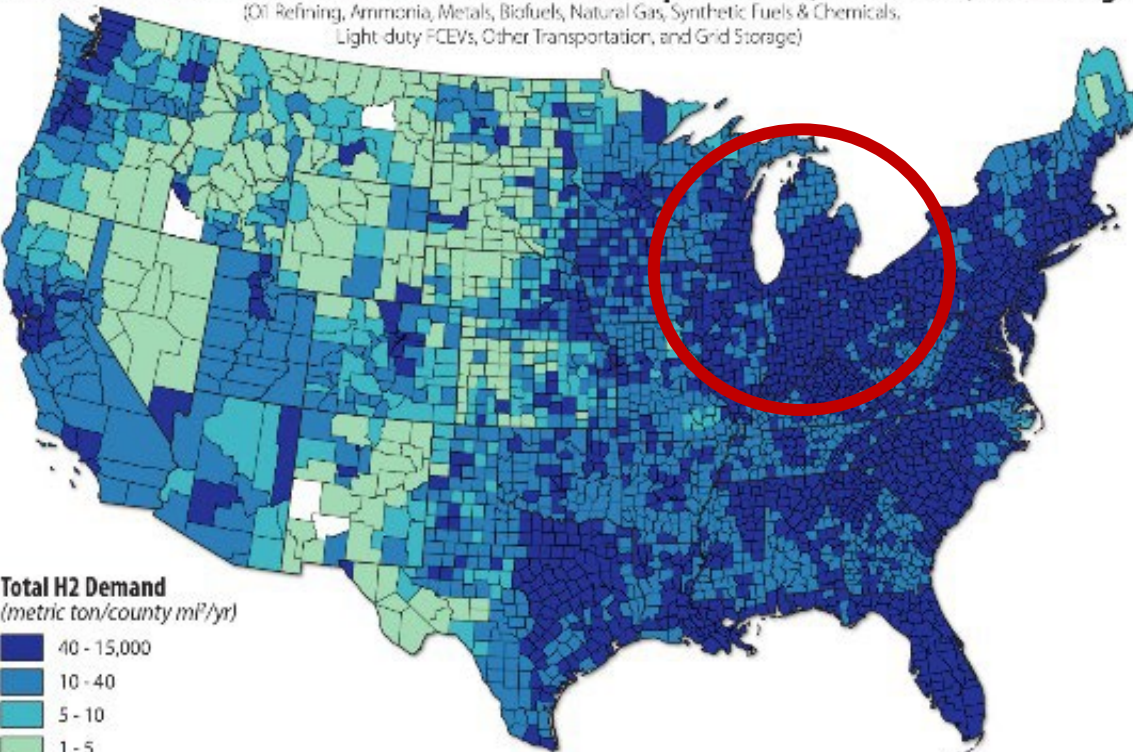 (Oil Refining, Ammonia, Metals, Biofuels, Natural Gas, Synthetic Fuels & Chemicals,
Light-duty FCEVs, Other Transportation, and Grid Storage)
Total H2 Demand
(metric ton/county mi²/yr)
40 - 15,000
10 - 40
5 - 10
1 - 5